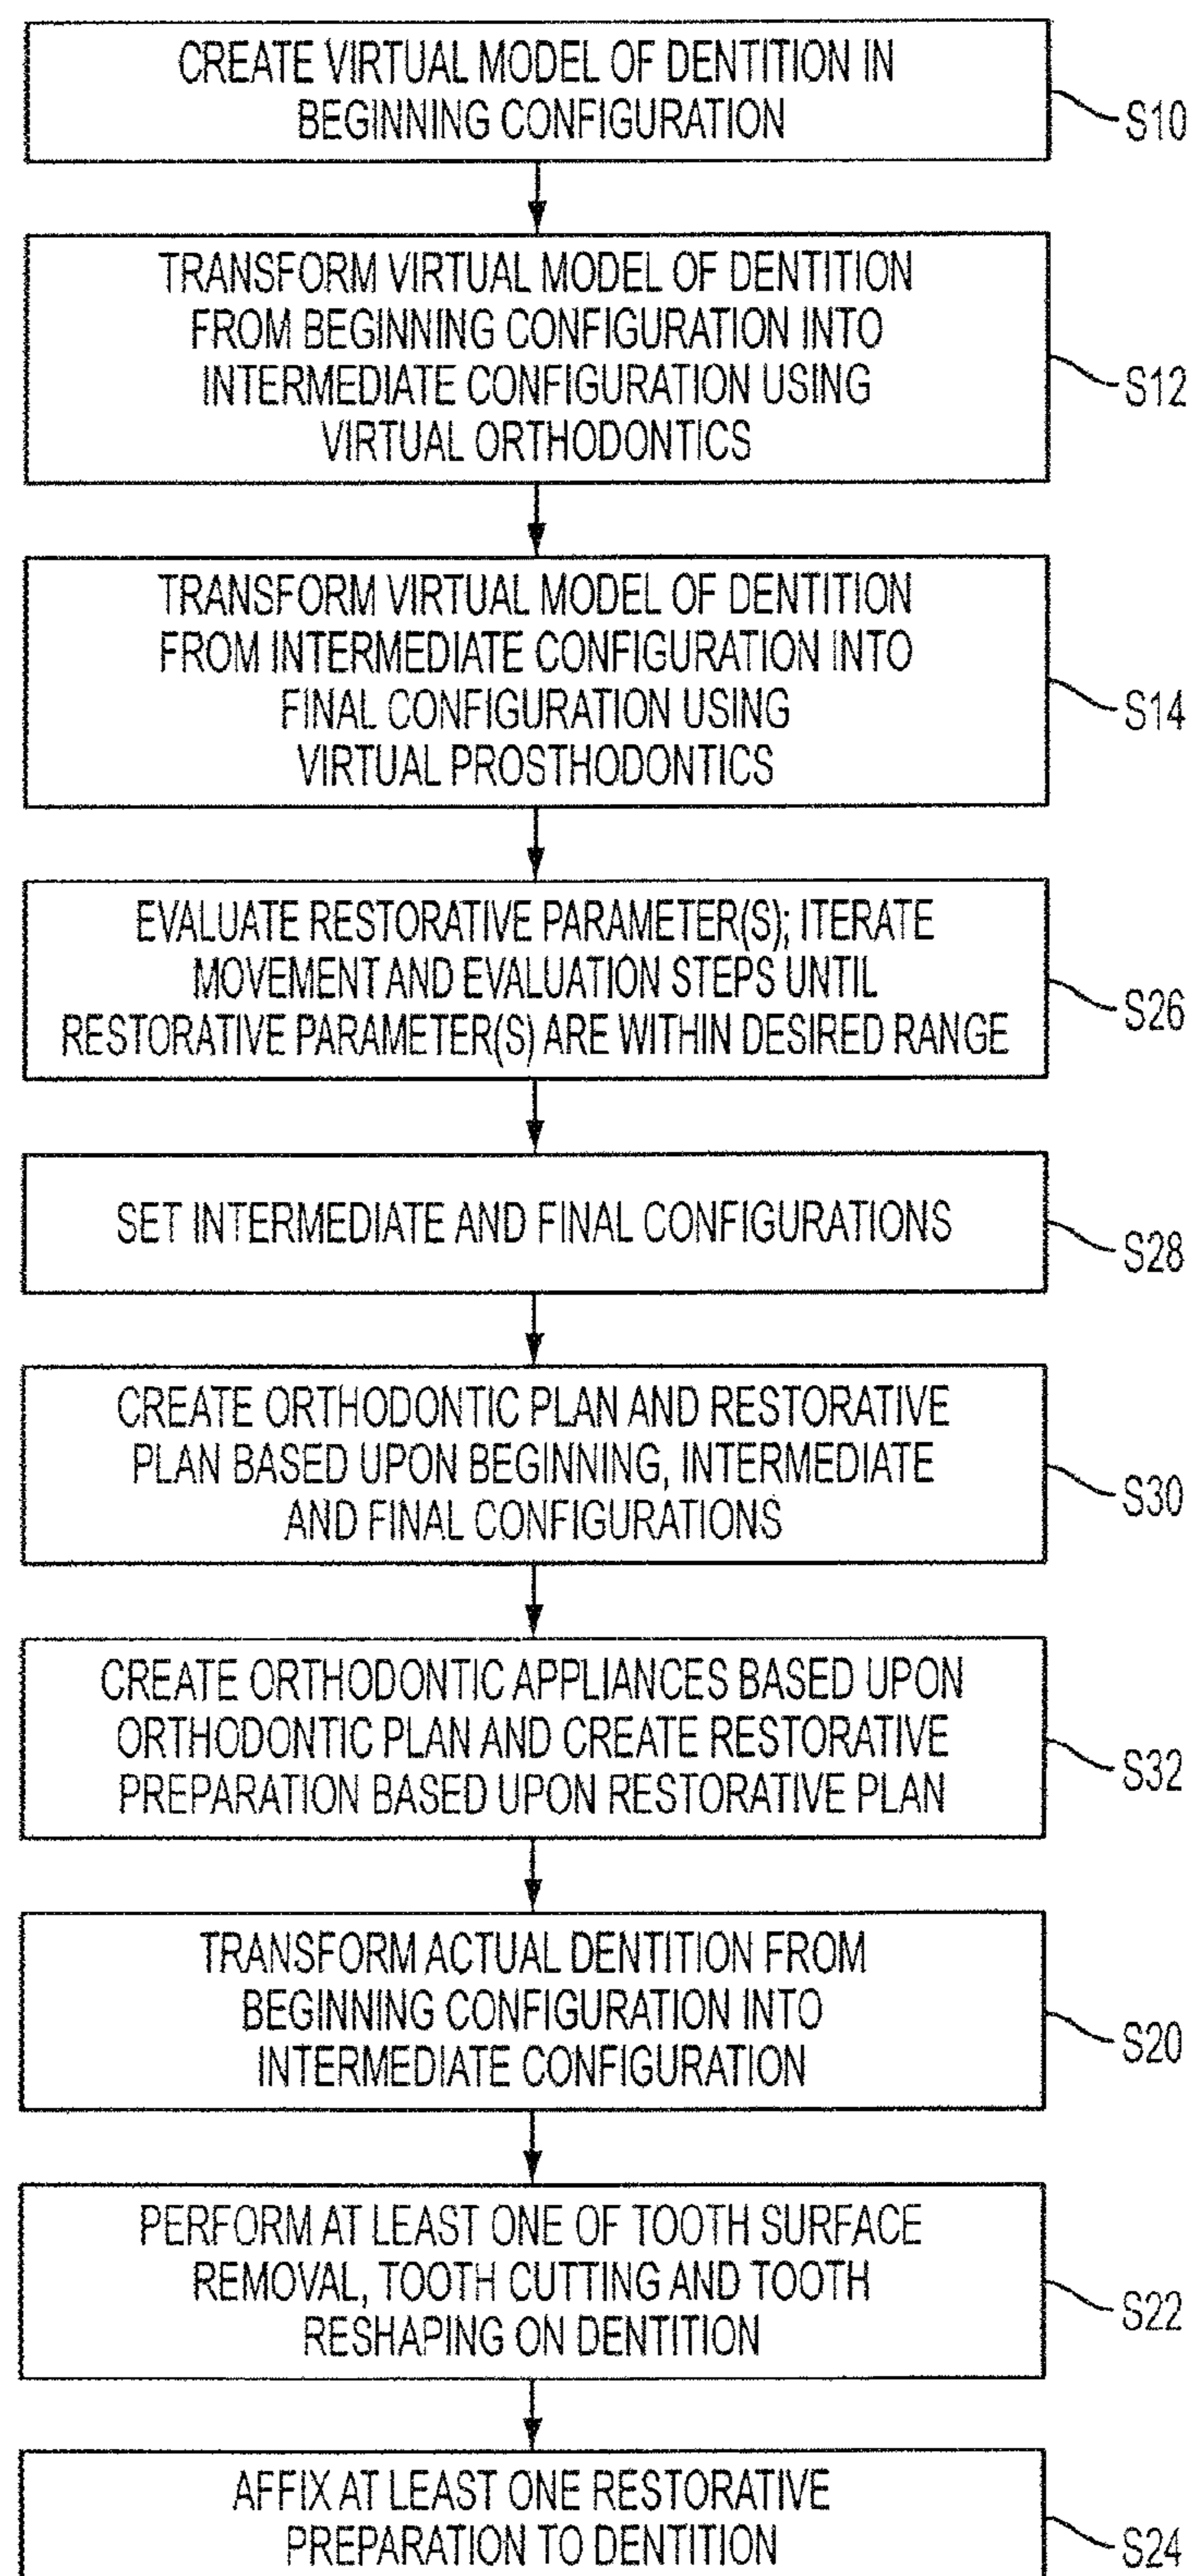 CREATE VIRTUAL MODEL OF DENTITION IN
BEGINNING CONFIGURATION
S10
TRANSFORM VIRTUAL MODEL OF DENTITION
FROM BEGINNING CONFIGURATION INTO
INTERMEDIATE CONFIGURATION USING
VIRTUAL ORTHODONTICS
S12
TRANSFORM VIRTUAL MODEL OF DENTITION
FROM INTERMEDIATE CONFIGURATION INTO
FINAL CONFIGURATION USING
VIRTUAL PROSTHODONTICS
S14
EVALUATE RESTORATIVE PARAMETER(S); ITERATE
MOVEMENT AND EVALUATION STEPS UNTIL
RESTORATIVE PARAMETER(S) ARE WITHIN DESIRED RANGE
S26
SET INTERMEDIATE AND FINAL CONFIGURATIONS
S28
CREATE ORTHODONTIC PLAN AND RESTORATIVE
PLAN BASED UPON BEGINNING, INTERMEDIATE
AND FINAL CONFIGURATIONS
S30
CREATE ORTHODONTIC APPLIANCES BASED UPON
ORTHODONTIC PLAN AND CREATE RESTORATIVE
PREPARATION BASED UPON RESTORATIVE PLAN
S32
TRANSFORM ACTUAL DENTITION FROM
BEGINNING CONFIGURATION INTO
INTERMEDIATE CONFIGURATION
S20
PERFORM AT LEAST ONE OF TOOTH SURFACE
REMOVAL, TOOTH CUTTING AND TOOTH
RESHAPING ON DENTITION
S22
AFFIX AT LEAST ONE RESTORATIVE
PREPARATION TO DENTITION
S24